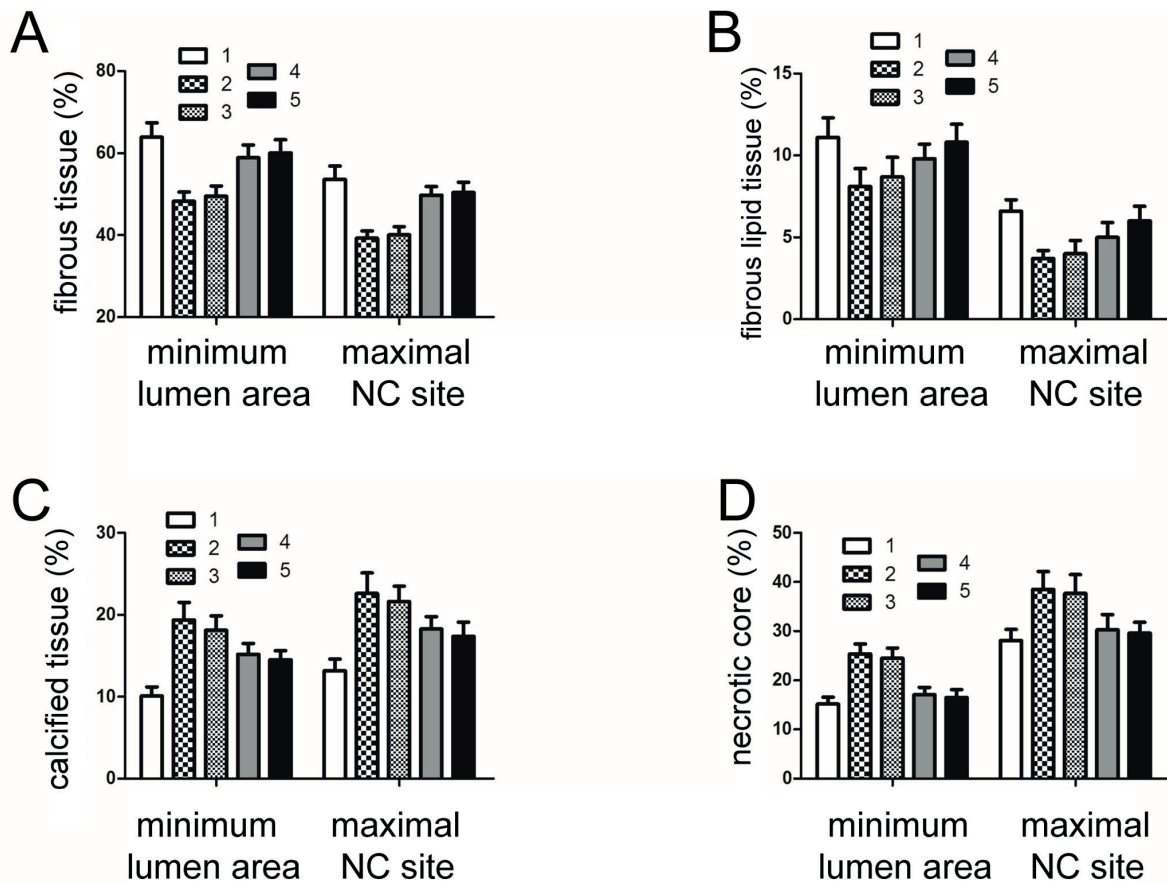 A
1
2
3
4
5
fibrous tissue (%)
80
60
40
20
minimum
lumen area
maximal
NC site
B
1
2
3
4
5
fibrous lipid tissue (%)
15
10
5
0
minimum
lumen area
maximal
NC site
C
1
2
3
4
5
calcified tissue (%)
30
20
10
0
minimum
lumen area
maximal
NC site
D
1
2
3
4
5
necrotic core (%)
50
40
30
20
10
0
minimum
lumen area
maximal
NC site